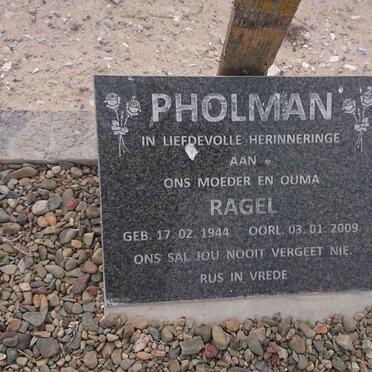 PHOLMAN
IN LIEFDEVOLLE HERINNERINGE
AAN
ONS MOEDER EN OUMA
RAGEL
GEB. 17. 02. 1944 OORL. 03. 01. 2009
ONS SAL JOU NOOIT VERGEET NIE.
RUS IN VREDE